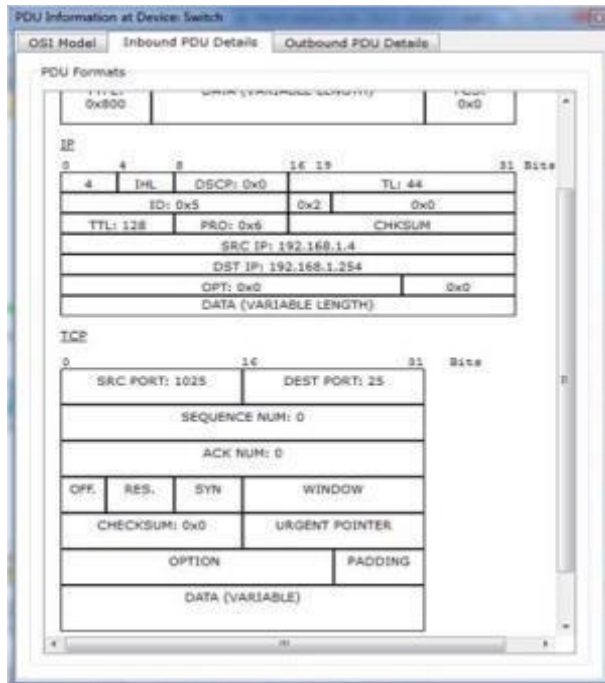 PDU Information at Device: Switch
OSI Model Inbound PDU Details Outbound PDU Details
PDU Formats
0x800 DATA (VARIABLE LENGTH) 0x0
IP
0 4 8 16 19 31 Bits
4 IHL DSCP: 0x0 TL: 44
ID: 0x5 0x2 0x0
TTL: 128 PRO: 0x6 CHKSUM
SRC IP: 192.168.1.4
DST IP: 192.168.1.254
OPT: 0x0 0x0
DATA (VARIABLE LENGTH)
TCP
0 16 31 Bits
SRC PORT: 1025 DEST PORT: 25
SEQUENCE NUM: 0
ACK NUM: 0
OFF. RES. SYN WINDOW
CHECKSUM: 0x0 URGENT POINTER
OPTION PADDING
DATA (VARIABLE)